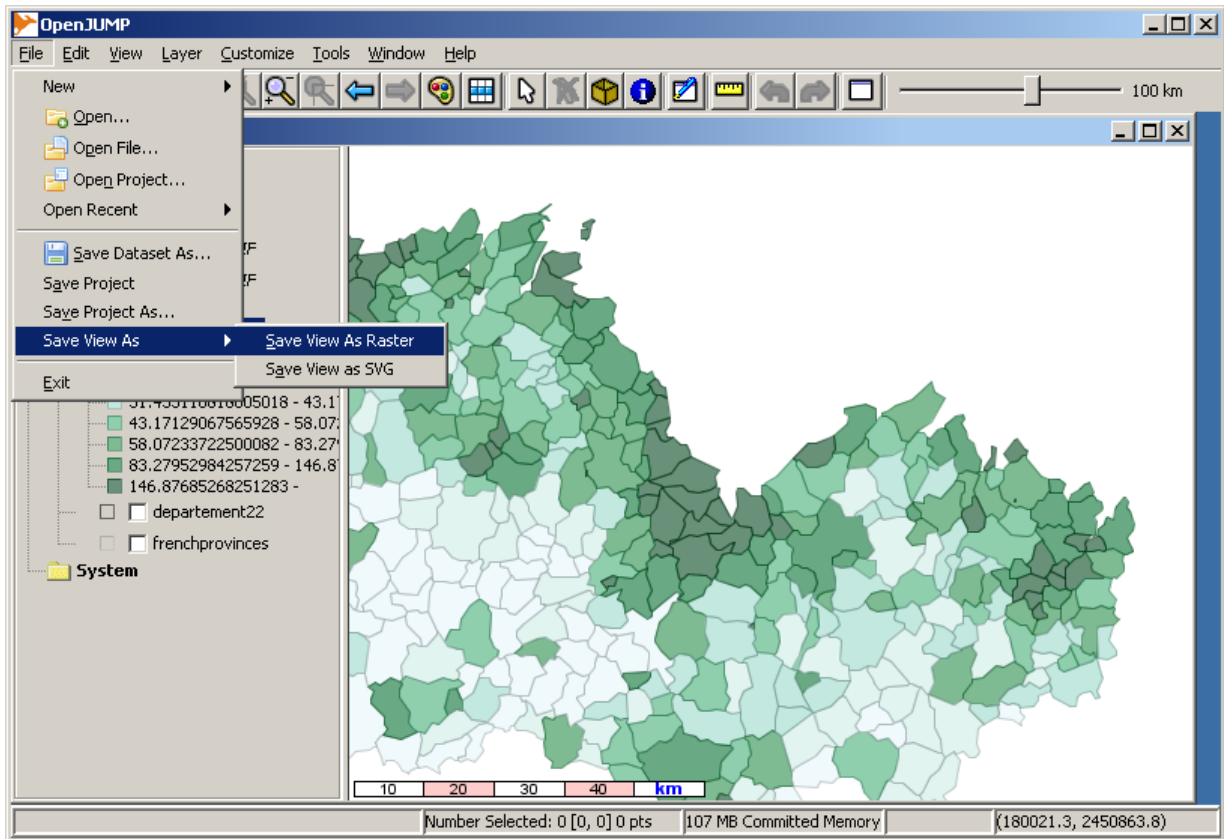 OpenJUMP
File Edit View Layer Customize Tools Window Help
100 km
New
Open...
Open File...
Open Project...
Open Recent
Save Dataset As...
Save Project
Save Project As...
Save View As
Exit
Save View As Raster
Save View as SVG
43.17129067565928 - 58.07
58.07233722500082 - 83.27
83.27952984257259 - 146.8
146.87685268251283 -
departement22
frenchprovinces
System
10 20 30 40 km
Number Selected: 0 [0, 0] 0 pts 107 MB Committed Memory (180021.3, 2450863.8)